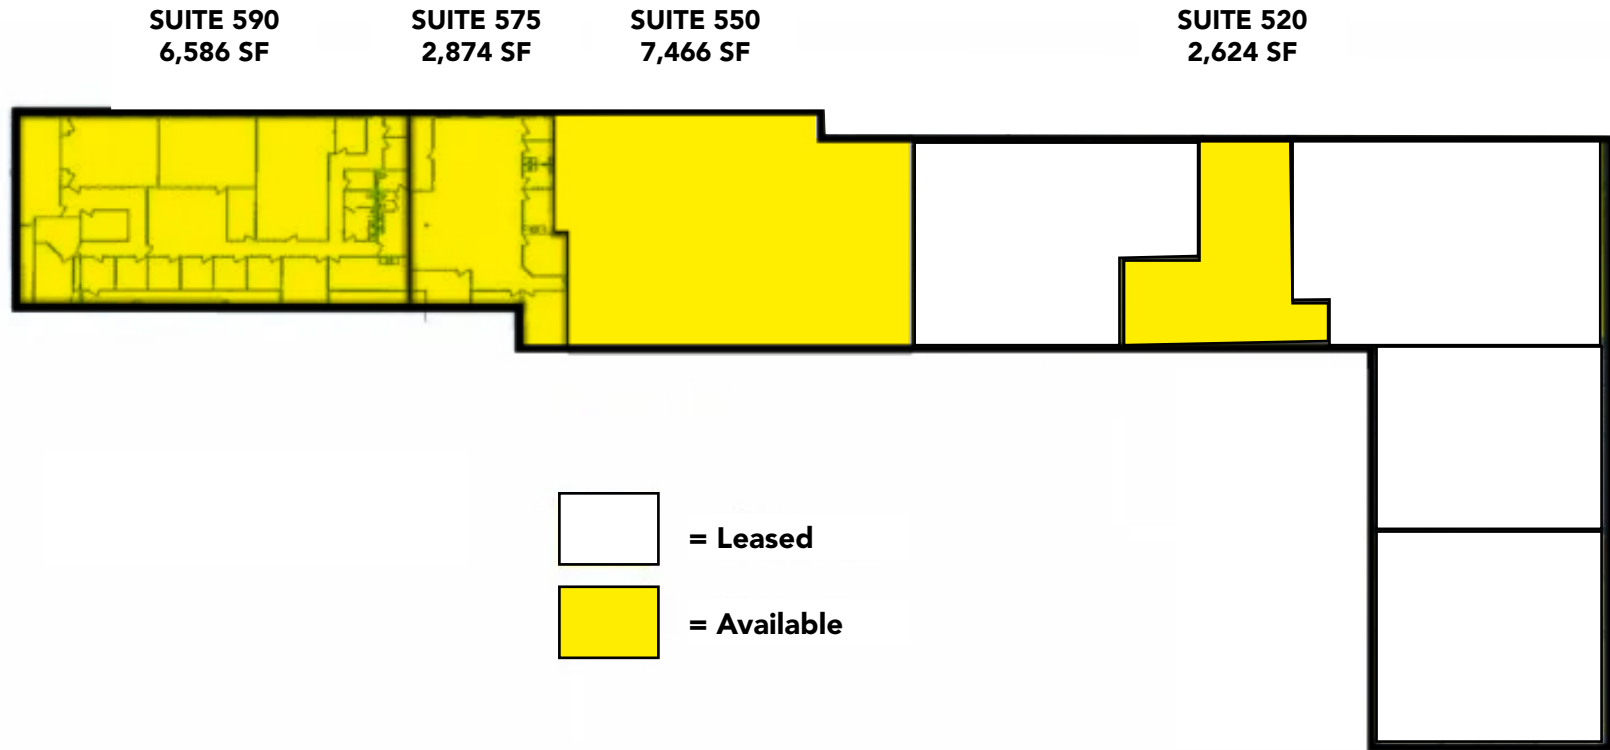 SUITE 590
6,586 SF
SUITE 575
2,874 SF
SUITE 550
7,466 SF
SUITE 520
2,624 SF
= Leased
= Available